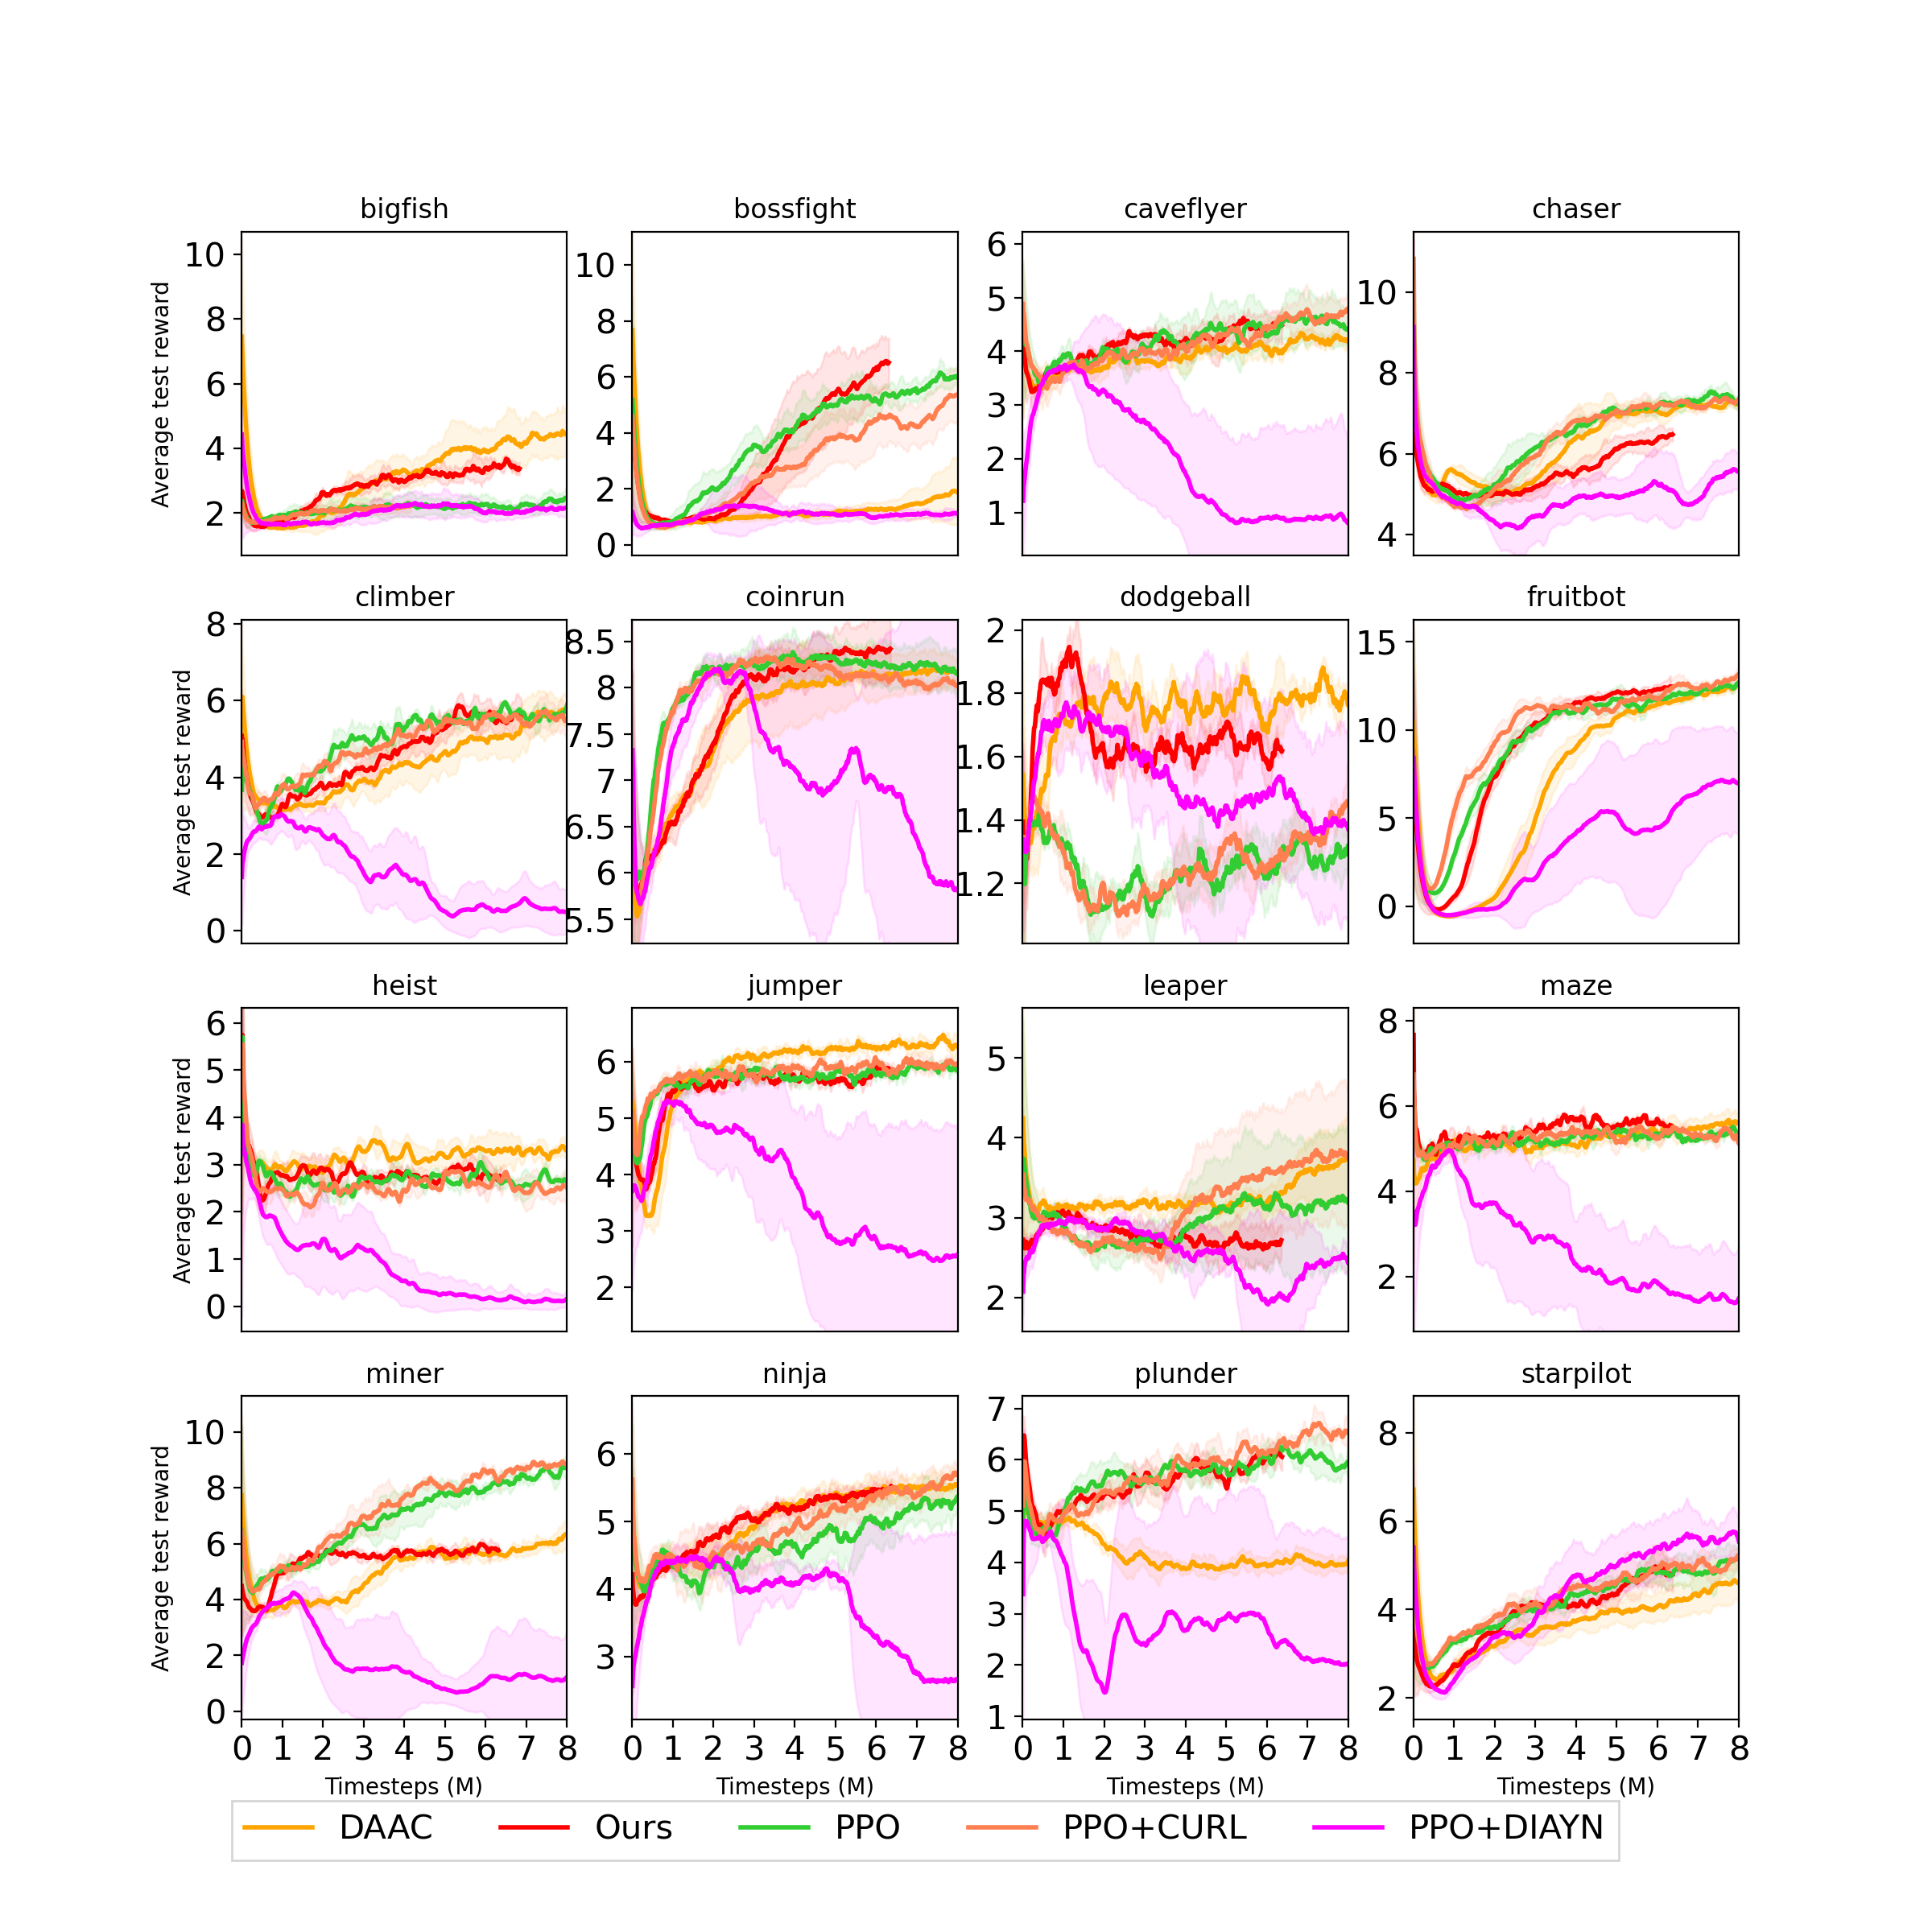 bigfish bossfight caveflyer chaser
Average test reward
10 8 6 4 2
10 8 6 4 2 0
6 5 4 3 2 1
10 8 6 4
climber coinrun dodgeball fruitbot
Average test reward
8 6 4 2 0
8.5 8 7.5 7 6.5 6 5.5
2 1.8 1.6 1.4 1.2
15 10 5 0
heist jumper leaper maze
Average test reward
6 5 4 3 2 1 0
6 5 4 3 2
5 4 3 2
8 6 4 2
miner ninja plunder starpilot
Average test reward
10 8 6 4 2 0
6 5 4 3
7 6 5 4 3 2 1
8 6 4 2
0 1 2 3 4 5 6 7 8 0 1 2 3 4 5 6 7 8 0 1 2 3 4 5 6 7 8 0 1 2 3 4 5 6 7 8
Timesteps (M) Timesteps (M) Timesteps (M) Timesteps (M)
DAAC Ours PPO PPO+CURL PPO+DIAYN